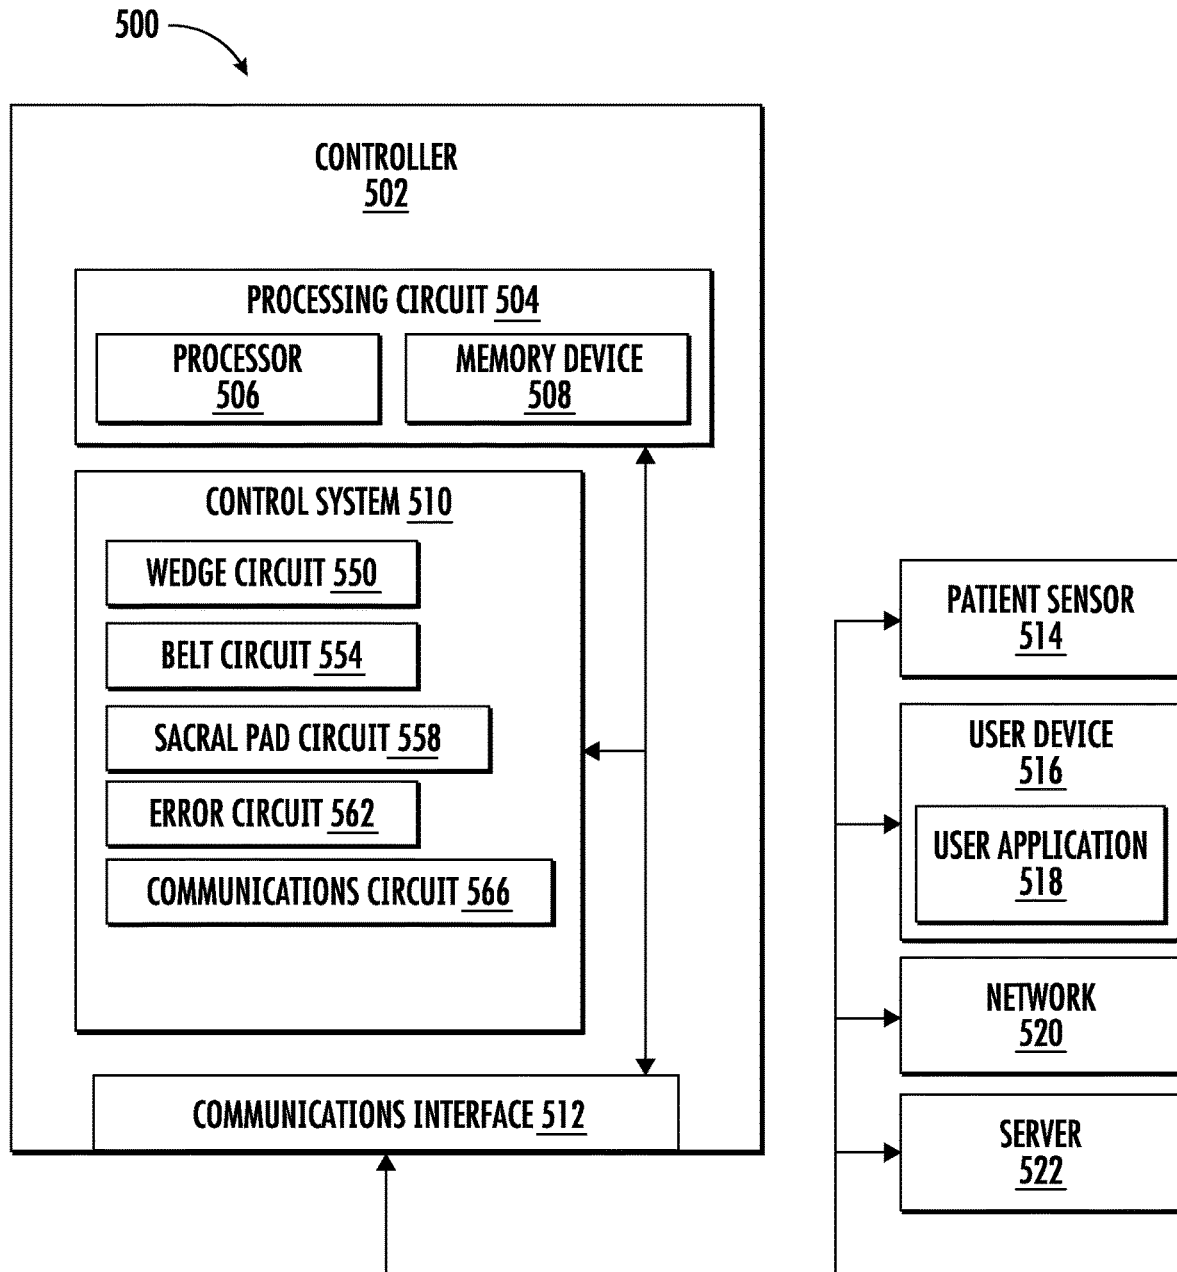 500
CONTROLLER
502
PROCESSING CIRCUIT 504
PROCESSOR
506
MEMORY DEVICE
508
CONTROL SYSTEM 510
WEDGE CIRCUIT 550
BELT CIRCUIT 554
SACRAL PAD CIRCUIT 558
ERROR CIRCUIT 562
COMMUNICATIONS CIRCUIT 566
COMMUNICATIONS INTERFACE 512
PATIENT SENSOR
514
USER DEVICE
516
USER APPLICATION
518
NETWORK
520
SERVER
522